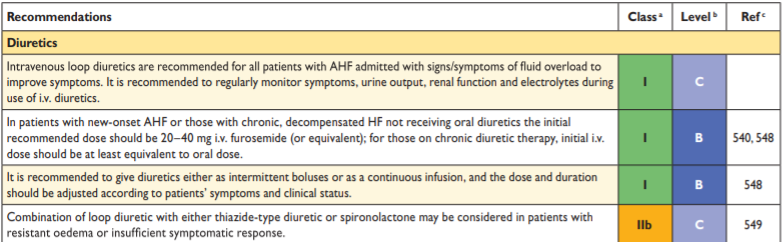 Recommendations Class a Level b Ref c
Diuretics
Intravenous loop diuretics are recommended for all patients with AHF admitted with signs/symptoms of fluid overload to
improve symptoms. It is recommended to regularly monitor symptoms, urine output, renal function and electrolytes during
use of i.v. diuretics.
I C
In patients with new-onset AHF or those with chronic, decompensated HF not receiving oral diuretics the initial
recommended dose should be 20–40 mg i.v. furosemide (or equivalent); for those on chronic diuretic therapy, initial i.v.
dose should be at least equivalent to oral dose.
I B 540, 548
It is recommended to give diuretics either as intermittent boluses or as a continuous infusion, and the dose and duration
should be adjusted according to patients' symptoms and clinical status.
I B 548
Combination of loop diuretic with either thiazide-type diuretic or spironolactone may be considered in patients with
resistant oedema or insufficient symptomatic response.
IIb C 549